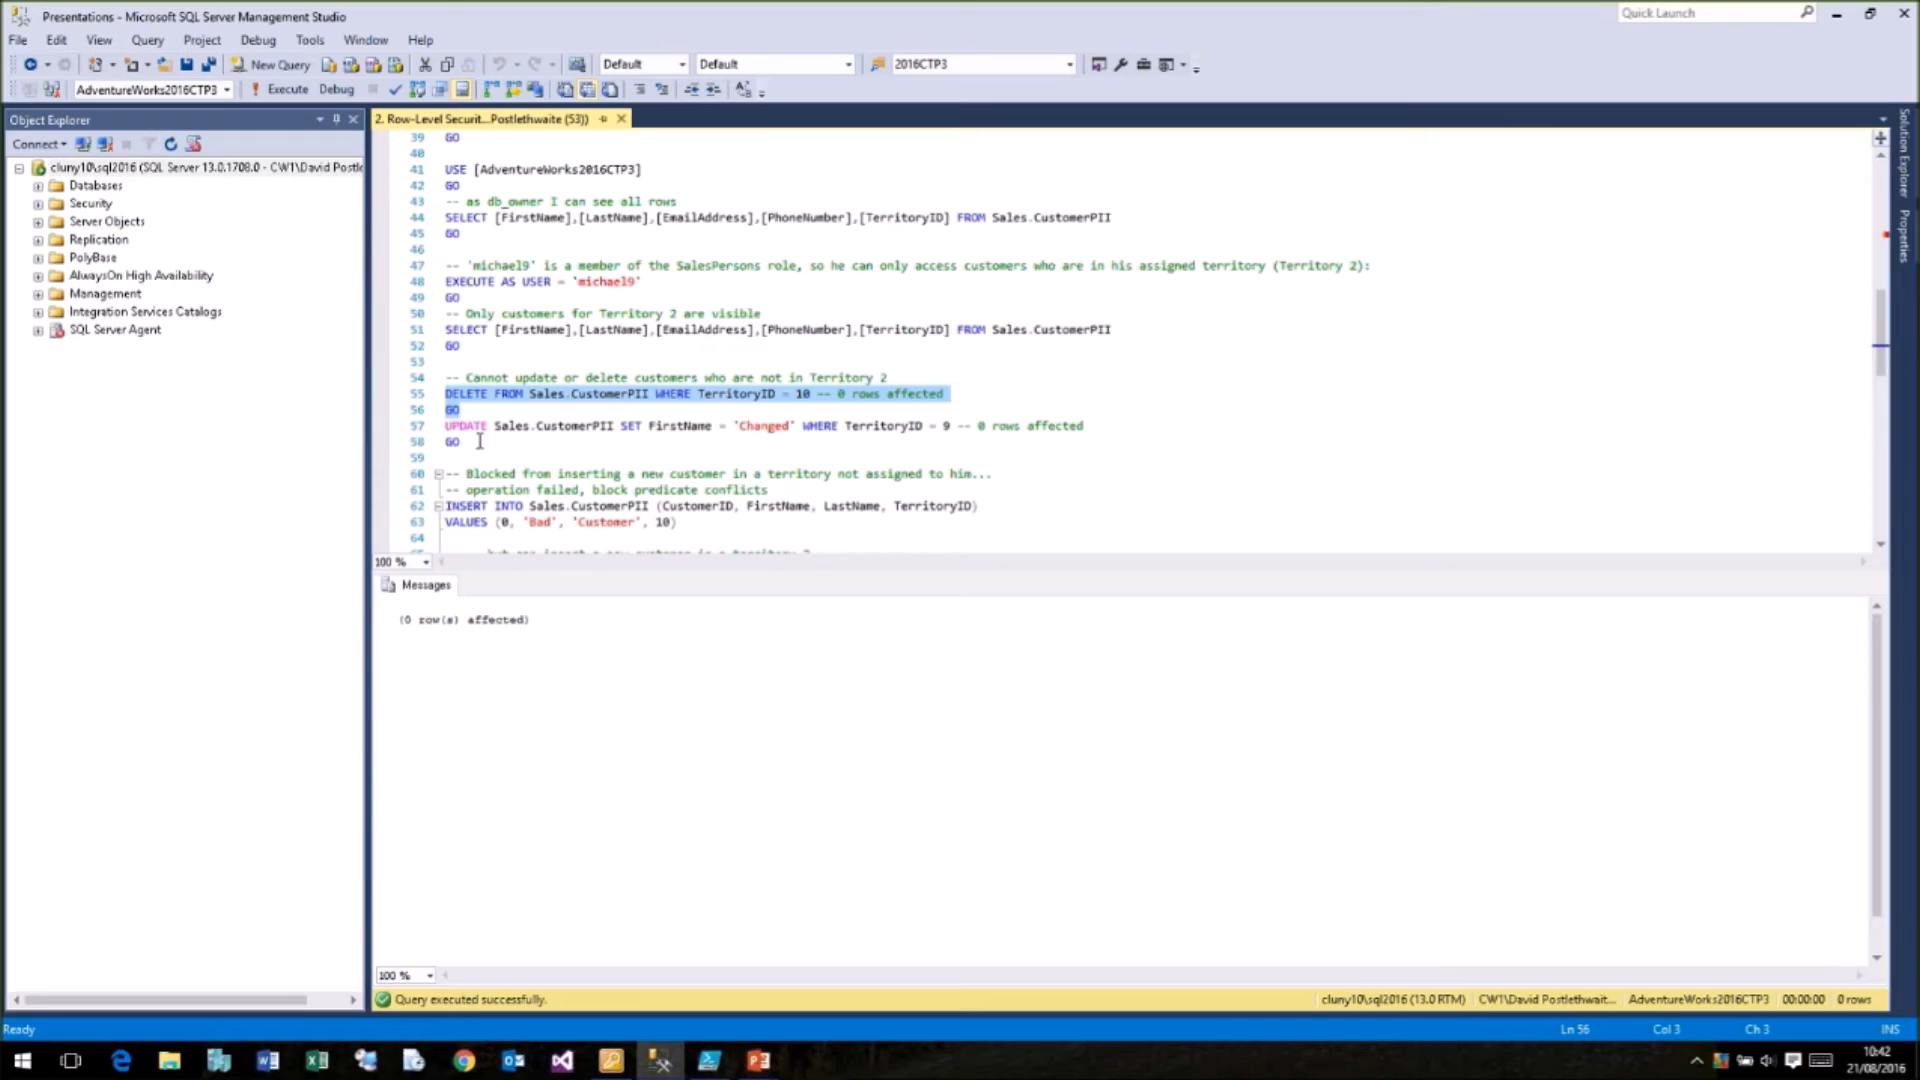 Presentations - Microsoft SQL Server Management Studio
Quick Launch
File Edit View Query Project Debug Tools Window Help
New Query Default Default 2016CTP3
AdventureWorks2016CTP3 Execute Debug
Object Explorer
2. Row-Level Securit...Postlethwaite (53))
Connect
cluny10\sql2016 (SQL Server 13.0.1708.0 - CW1\David Postle
Databases
Security
Server Objects
Replication
PolyBase
AlwaysOn High Availability
Management
Integration Services Catalogs
SQL Server Agent
39 GO
40
41 USE [AdventureWorks2016CTP3]
42 GO
43 -- as db_owner I can see all rows
44 SELECT [FirstName],[LastName],[EmailAddress],[PhoneNumber],[TerritoryID] FROM Sales.CustomerPII
45 GO
46
47 -- 'michael9' is a member of the SalesPersons role, so he can only access customers who are in his assigned territory (Territory 2):
48 EXECUTE AS USER = 'michael9'
49 GO
50 -- Only customers for Territory 2 are visible
51 SELECT [FirstName],[LastName],[EmailAddress],[PhoneNumber],[TerritoryID] FROM Sales.CustomerPII
52 GO
53
54 -- Cannot update or delete customers who are not in Territory 2
55 DELETE FROM Sales.CustomerPII WHERE TerritoryID = 10 -- 0 rows affected
56 GO
57 UPDATE Sales.CustomerPII SET FirstName = 'Changed' WHERE TerritoryID = 9 -- 0 rows affected
58 GO
59
60 -- Blocked from inserting a new customer in a territory not assigned to him...
61 -- operation failed, block predicate conflicts
62 INSERT INTO Sales.CustomerPII (CustomerID, FirstName, LastName, TerritoryID)
63 VALUES (0, 'Bad', 'Customer', 10)
64
100 %
Messages
(0 row(s) affected)
100 %
Query executed successfully.
cluny10\sql2016 (13.0 RTM) CW1\David Postlethwait... AdventureWorks2016CTP3 00:00:00 0 rows
Ready Ln 56 Col 3 Ch 3 INS
10:42
21/08/2016
Solution Explorer
Properties